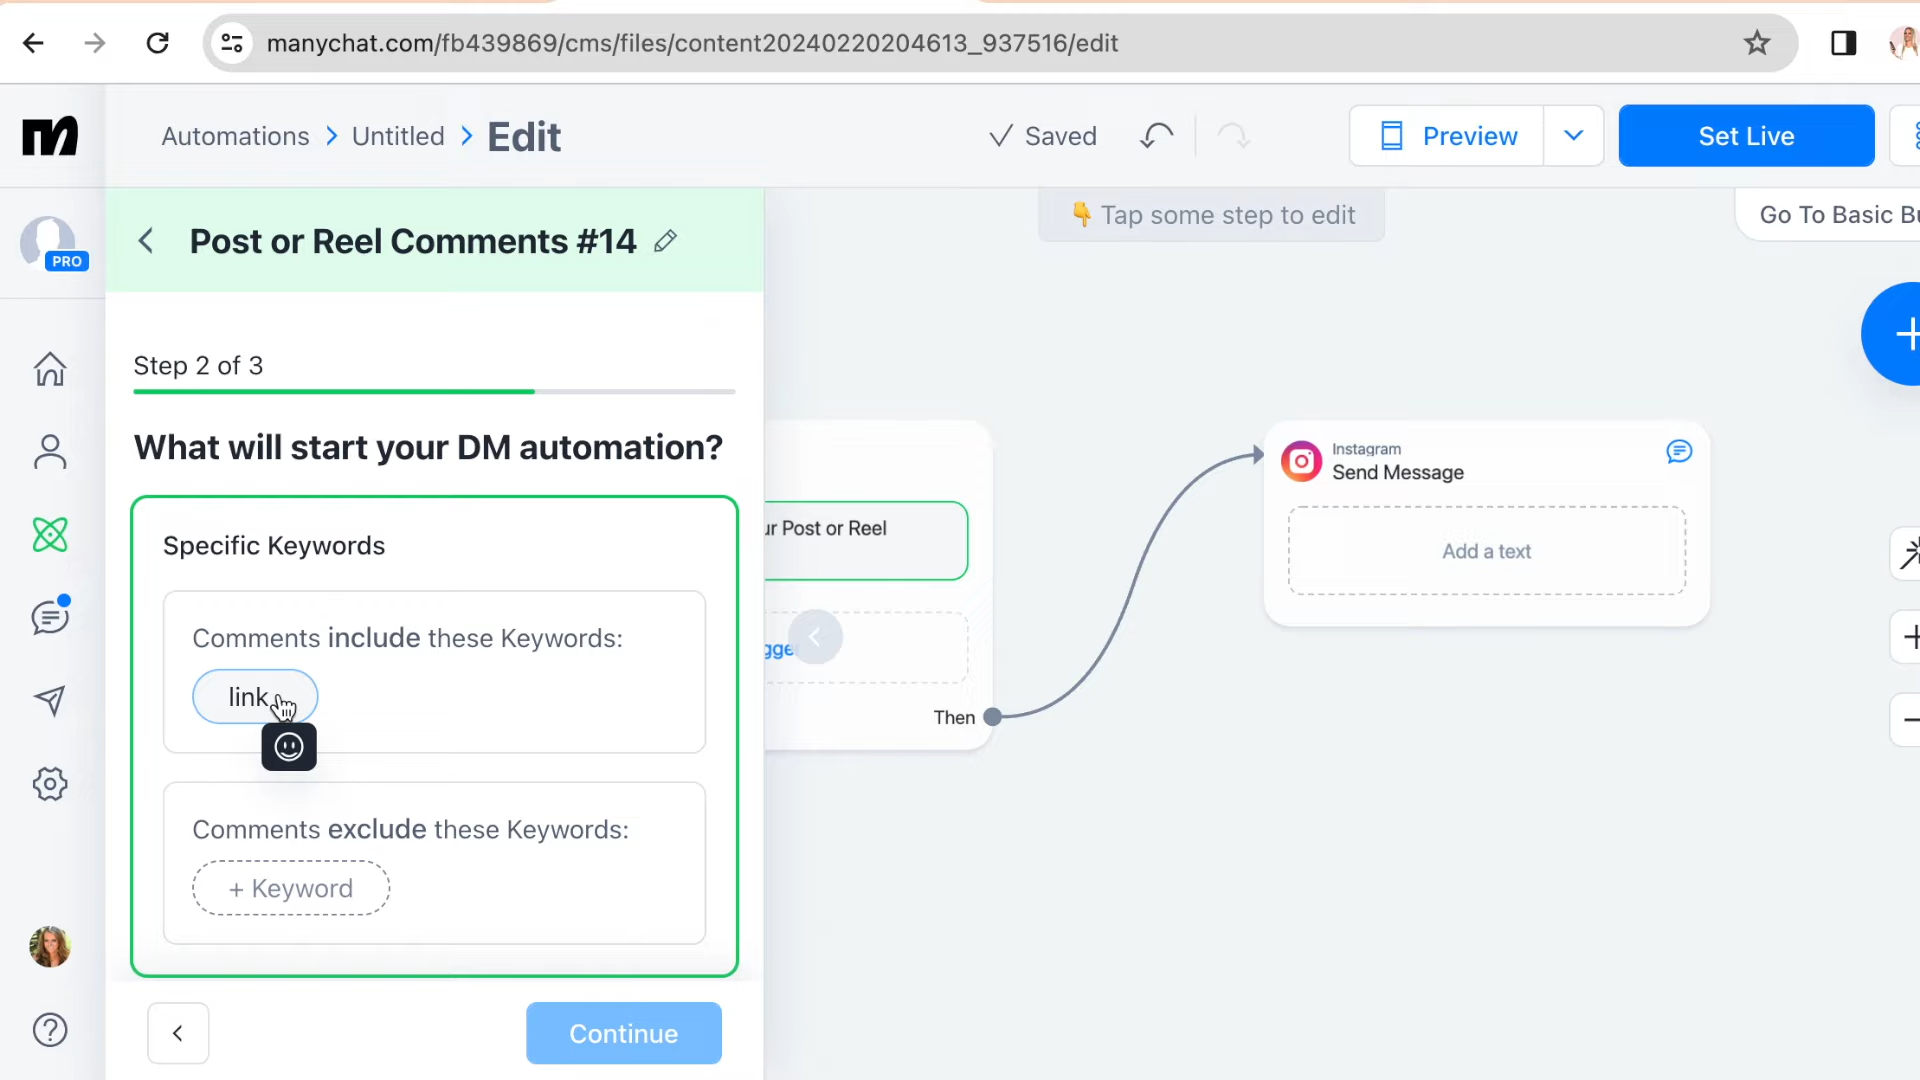 manychat.com/fb439869/cms/files/content20240220204613_937516/edit
Automations > Untitled > Edit
Saved
Preview
Set Live
PRO
Post or Reel Comments #14
👇 Tap some step to edit
Go To Basic Bu
Step 2 of 3
What will start your DM automation?
Specific Keywords
Comments include these Keywords:
link
Comments exclude these Keywords:
+ Keyword
Continue
ur Post or Reel
gge
Then
Instagram
Send Message
Add a text